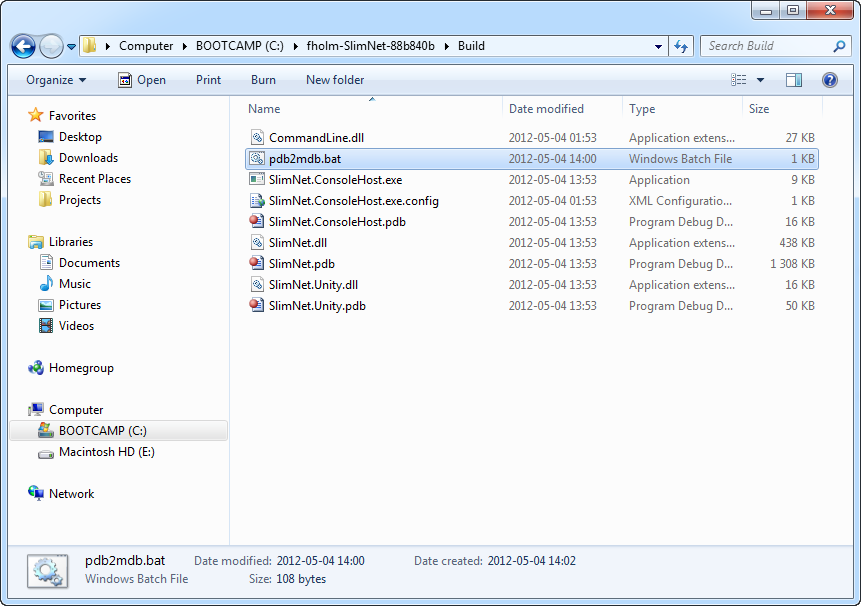 Computer BOOTCAMP (C:) fholm-SlimNet-88b840b Build Search Build
Organize Open Print Burn New folder
Favorites
Desktop
Downloads
Recent Places
Projects
Libraries
Documents
Music
Pictures
Videos
Homegroup
Computer
BOOTCAMP (C:)
Macintosh HD (E:)
Network
Name Date modified Type Size
CommandLine.dll 2012-05-04 01:53 Application extens... 27 KB
pdb2mdb.bat 2012-05-04 14:00 Windows Batch File 1 KB
SlimNet.ConsoleHost.exe 2012-05-04 13:53 Application 9 KB
SlimNet.ConsoleHost.exe.config 2012-05-04 01:53 XML Configuratio... 1 KB
SlimNet.ConsoleHost.pdb 2012-05-04 13:53 Program Debug D... 16 KB
SlimNet.dll 2012-05-04 13:53 Application extens... 438 KB
SlimNet.pdb 2012-05-04 13:53 Program Debug D... 1 308 KB
SlimNet.Unity.dll 2012-05-04 13:53 Application extens... 16 KB
SlimNet.Unity.pdb 2012-05-04 13:53 Program Debug D... 50 KB
pdb2mdb.bat Date modified: 2012-05-04 14:00 Date created: 2012-05-04 14:02
Windows Batch File Size: 108 bytes